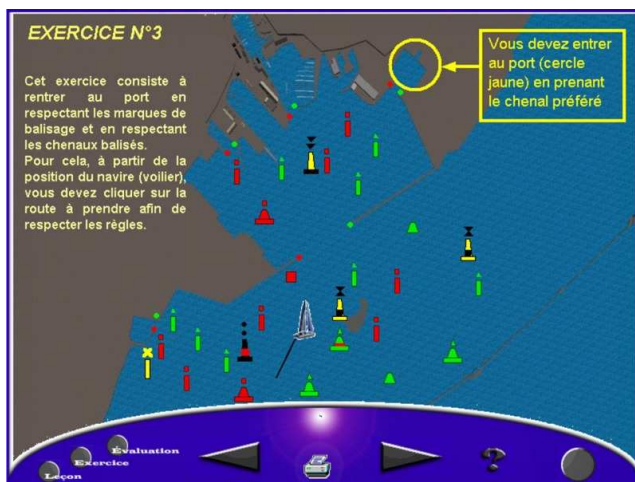 EXERCICE N°3
Cet exercice consiste à
rentrer au port en
respectant les marques de
balisage et en respectant
les chenaux balisés.
Pour cela, à partir de la
position du navire (voilier),
vous devez cliquer sur la
route à prendre afin de
respecter les règles.
Vous devez entrer
au port (cercle
jaune) en prenant
le chenal préféré
Évaluation
Exercice
Leçon
?